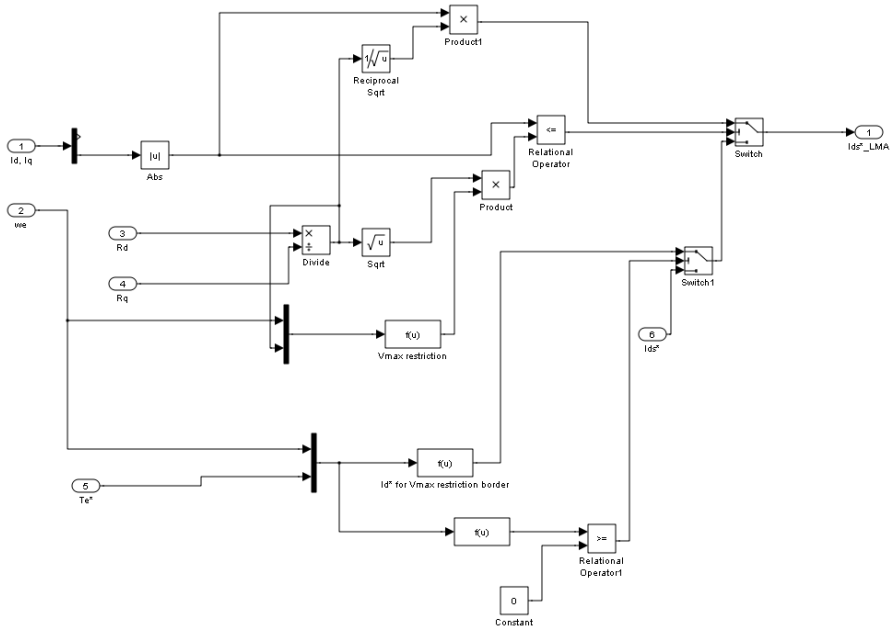 ×
Product1
1/√u
Reciprocal
Sqrt
1
Id, Iq
|u|
Abs
<=
Relational
Operator
Switch
1
Ids*_LMA
×
Product
2
we
3
Rd
×
÷
Divide
√u
Sqrt
4
Rq
Switch1
6
Ids*
f(u)
Vmax restriction
f(u)
Id* for Vmax restriction border
5
Te*
f(u)
>=
Relational
Operator1
0
Constant